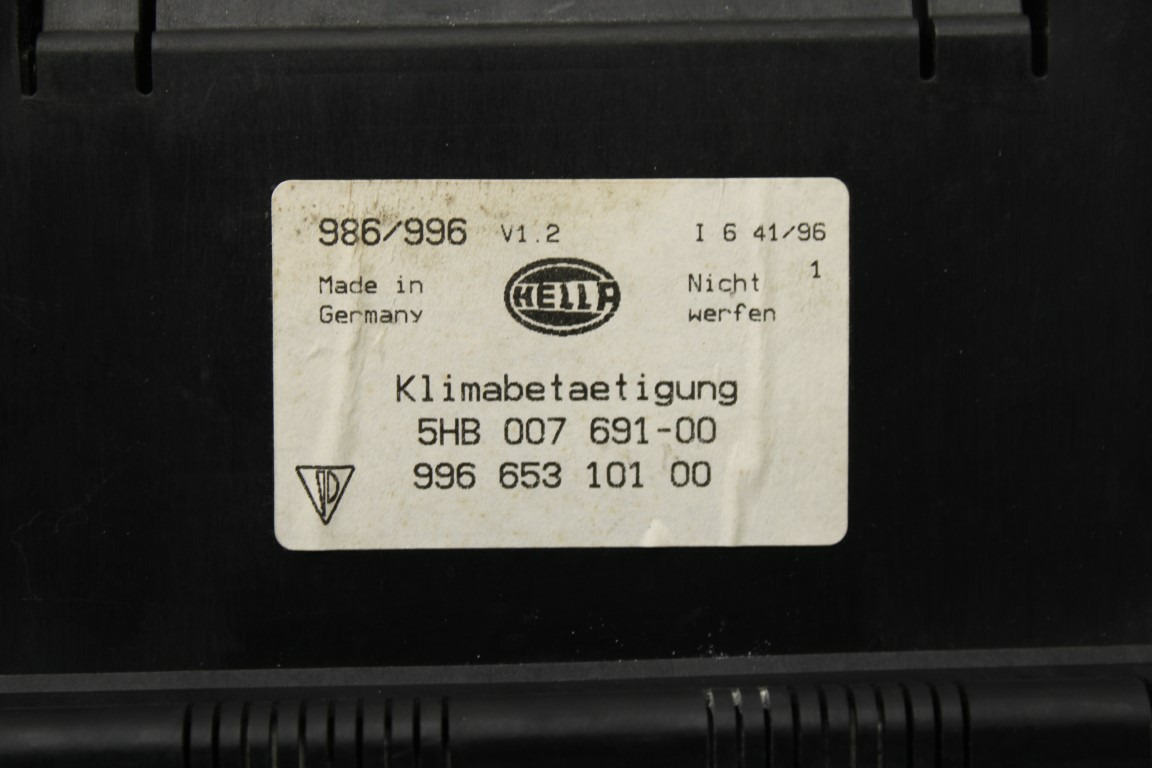 986/996 V1.2 I 6 41/96
1
Made in HELLA Nicht
Germany werfen
Klimabetaetigung
5HB 007 691-00
996 653 101 00